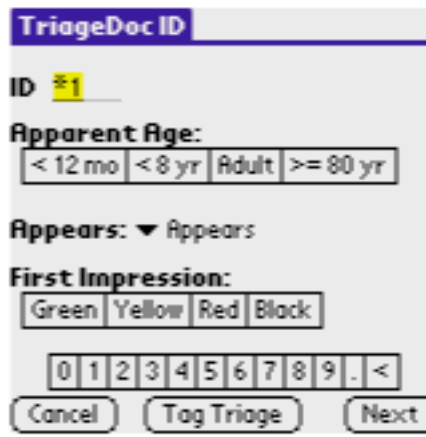 TriageDoc ID
ID *1
Apparent Age:
< 12 mo < 8 yr Adult >= 80 yr
Appears: Appears
First Impression:
Green Yellow Red Black
0 1 2 3 4 5 6 7 8 9 . <
Cancel Tag Triage Next